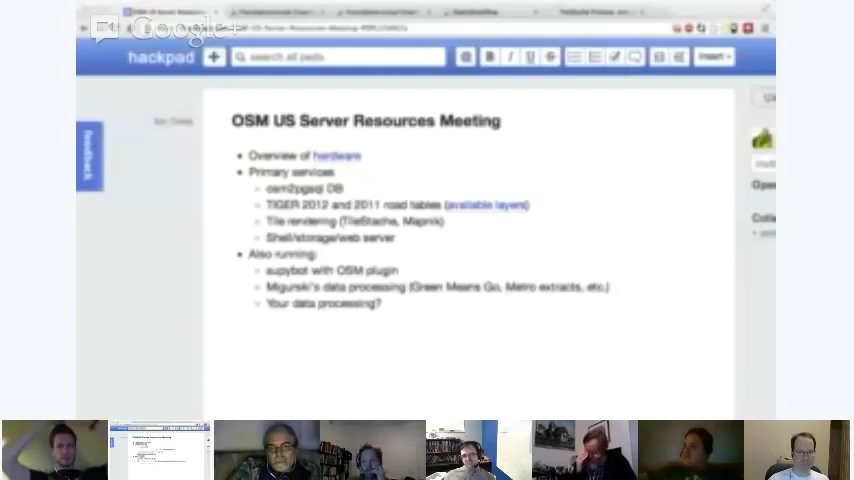 Google+
hackpad
search all pads
B I U S
Insert
feedback
OSM US Server Resources Meeting
Overview of hardware
Primary services
osm2pgsql DB
TIGER 2012 and 2011 road tables (available layers)
Tile rendering (TileStache, Mapnik)
Shell/storage/web server
Also running:
supybot with OSM plugin
Migurski's data processing (Green Means Go, Metro extracts, etc.)
Your data processing?